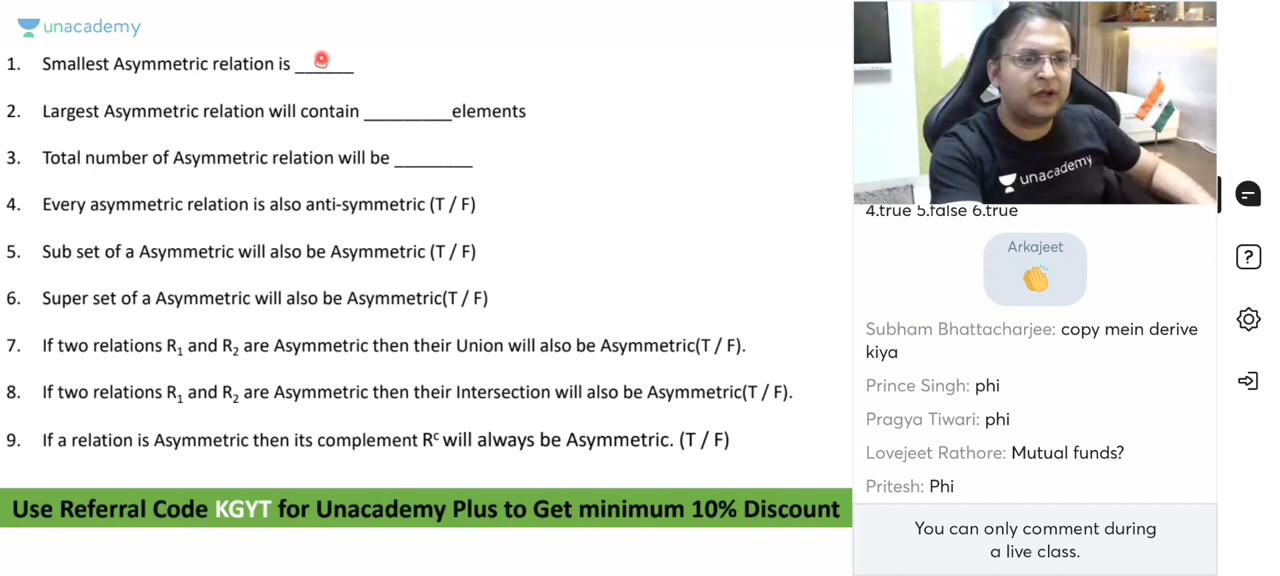 unacademy
1. Smallest Asymmetric relation is ______
2. Largest Asymmetric relation will contain _________elements
3. Total number of Asymmetric relation will be ________
4. Every asymmetric relation is also anti-symmetric (T / F)
5. Sub set of a Asymmetric will also be Asymmetric (T / F)
6. Super set of a Asymmetric will also be Asymmetric(T / F)
7. If two relations R₁ and R₂ are Asymmetric then their Union will also be Asymmetric(T / F).
8. If two relations R₁ and R₂ are Asymmetric then their Intersection will also be Asymmetric(T / F).
9. If a relation is Asymmetric then its complement Rᶜ will always be Asymmetric. (T / F)
Use Referral Code KGYT for Unacademy Plus to Get minimum 10% Discount
unacademy
4.true 5.false 6.true
Arkajeet
Subham Bhattacharjee: copy mein derive
kiya
Prince Singh: phi
Pragya Tiwari: phi
Lovejeet Rathore: Mutual funds?
Pritesh: Phi
You can only comment during
a live class.